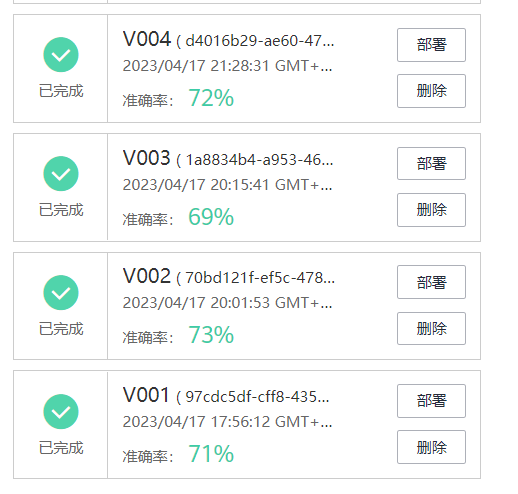 V004 ( d4016b29-ae60-47...
部署
2023/04/17 21:28:31 GMT+...
已完成
删除
准确率： 72%
V003 ( 1a8834b4-a953-46...
部署
2023/04/17 20:15:41 GMT+...
已完成
删除
准确率： 69%
V002 ( 70bd121f-ef5c-478...
部署
2023/04/17 20:01:53 GMT+...
已完成
删除
准确率： 73%
V001 ( 97cdc5df-cff8-435...
部署
2023/04/17 17:56:12 GMT+...
已完成
删除
准确率： 71%